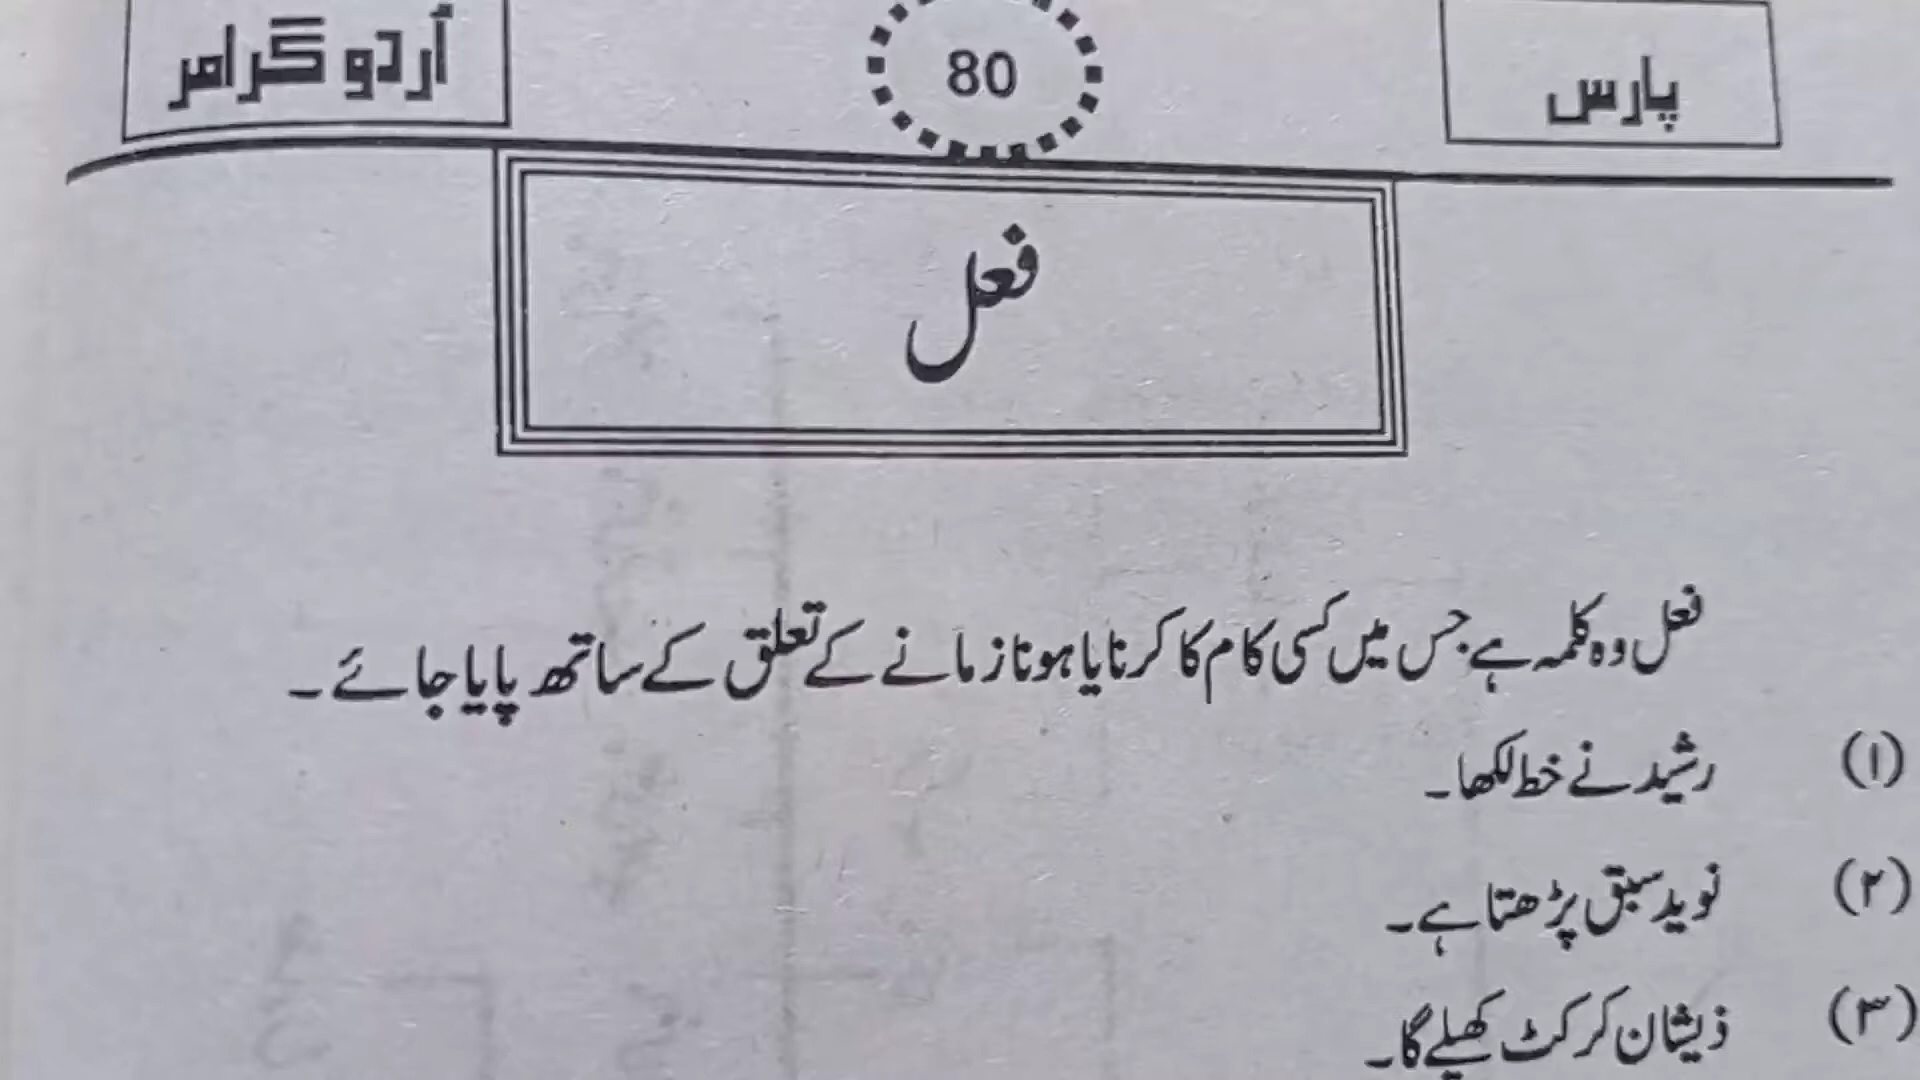 پارس
80
اُردو گرامر
فعل
فعل وہ کلمہ ہے جس میں کسی کام کا کرنا یا ہونا زمانے کے تعلق کے ساتھ پایا جائے۔
(۱) رشید نے خط لکھا۔
(۲) نوید سبق پڑھتا ہے۔
(۳) ذیشان کرکٹ کھیلے گا۔